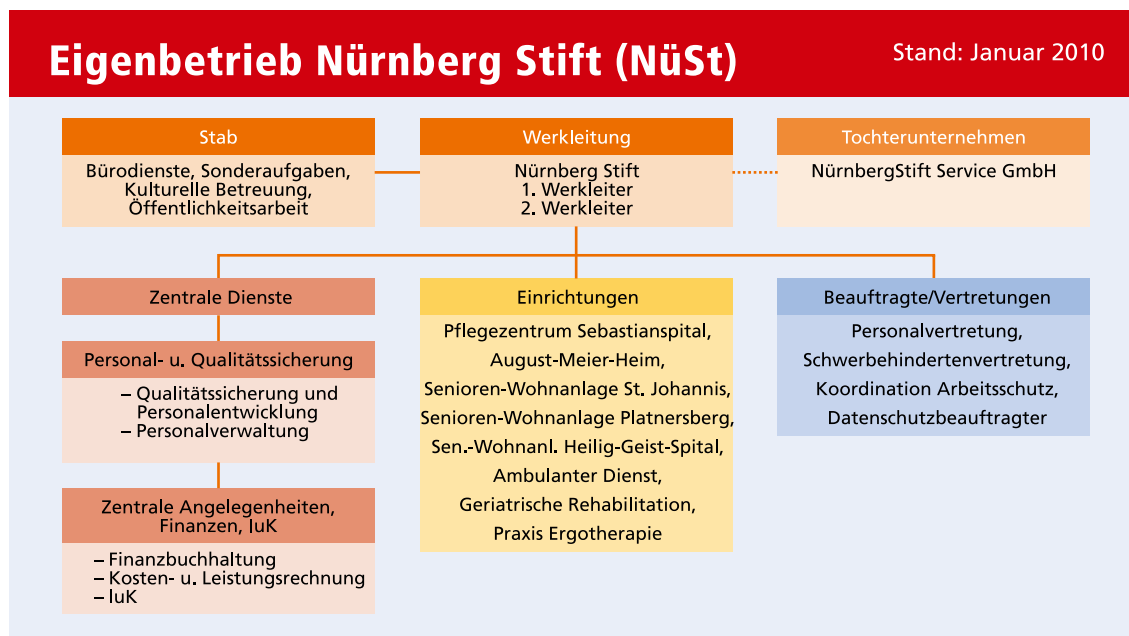 Eigenbetrieb Nürnberg Stift (NüSt)
Stand: Januar 2010
Stab
Bürodienste, Sonderaufgaben,
Kulturelle Betreuung,
Öffentlichkeitsarbeit
Werkleitung
Nürnberg Stift
1. Werkleiter
2. Werkleiter
Tochterunternehmen
NürnbergStift Service GmbH
Zentrale Dienste
Personal- u. Qualitätssicherung
– Qualitätssicherung und
Personalentwicklung
– Personalverwaltung
Zentrale Angelegenheiten,
Finanzen, IuK
– Finanzbuchhaltung
– Kosten- u. Leistungsrechnung
– IuK
Einrichtungen
Pflegezentrum Sebastianspital,
August-Meier-Heim,
Senioren-Wohnanlage St. Johannis,
Senioren-Wohnanlage Platnersberg,
Sen.-Wohnanl. Heilig-Geist-Spital,
Ambulanter Dienst,
Geriatrische Rehabilitation,
Praxis Ergotherapie
Beauftragte/Vertretungen
Personalvertretung,
Schwerbehindertenvertretung,
Koordination Arbeitsschutz,
Datenschutzbeauftragter